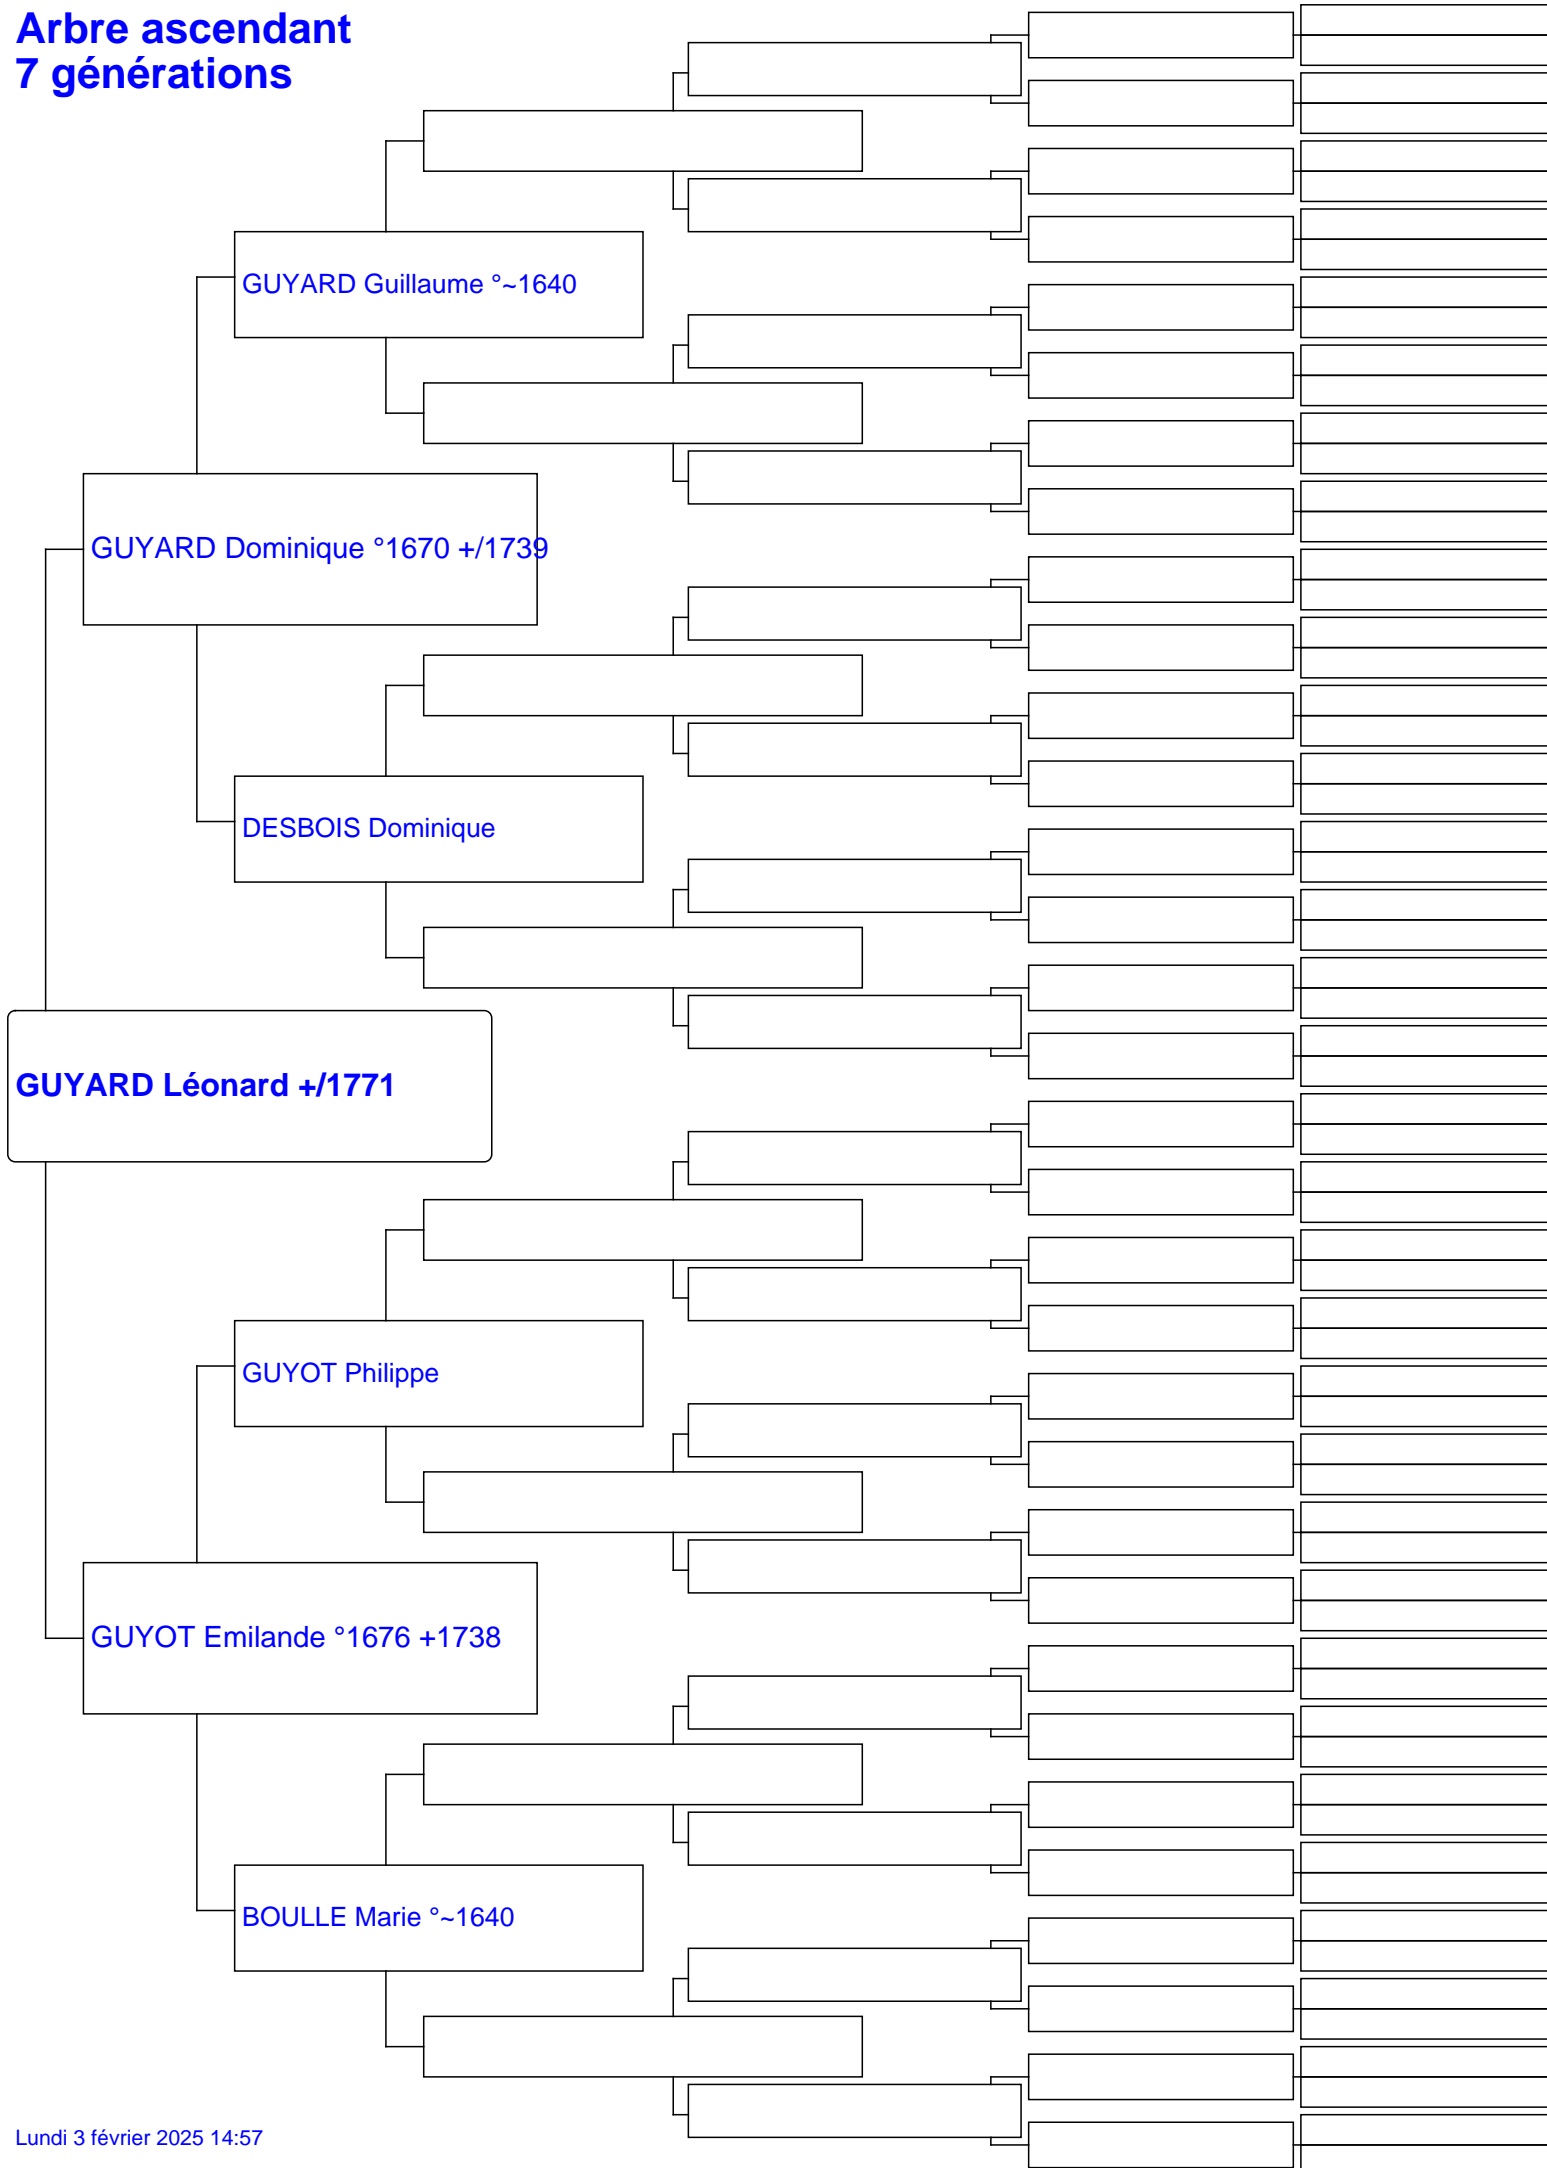 Arbre ascendant
7 générations
GUYARD Guillaume °~1640
GUYARD Dominique °1670 +/1739
DESBOIS Dominique
GUYARD Léonard +/1771
GUYOT Philippe
GUYOT Emilande °1676 +1738
BOULLE Marie °~1640
Lundi 3 février 2025 14:57